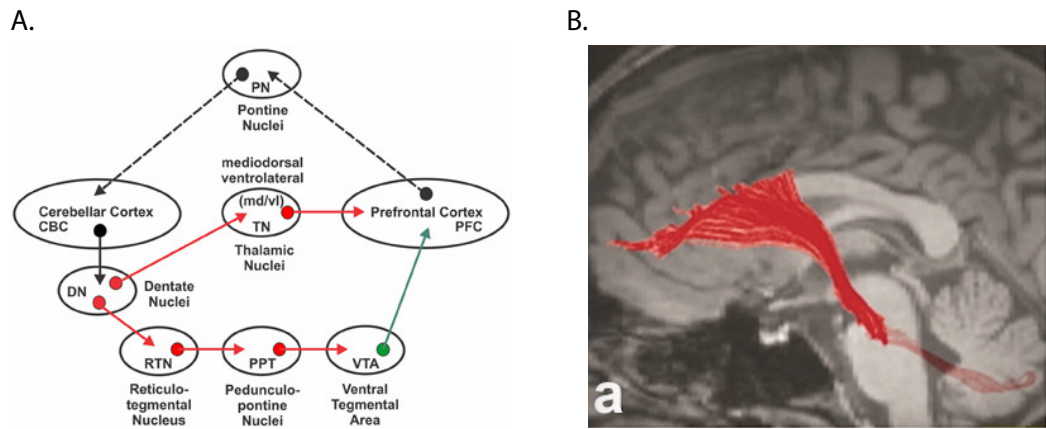 A.
B.
PN
Pontine
Nuclei
mediodorsal
ventrolateral
(md/vl)
TN
Thalamic
Nuclei
Cerebellar Cortex
CBC
Prefrontal Cortex
PFC
DN
Dentate
Nuclei
RTN
PPT
VTA
Reticulo-
tegmental
Nucleus
Pedunculo-
pontine
Nuclei
Ventral
Tegmental
Area
a